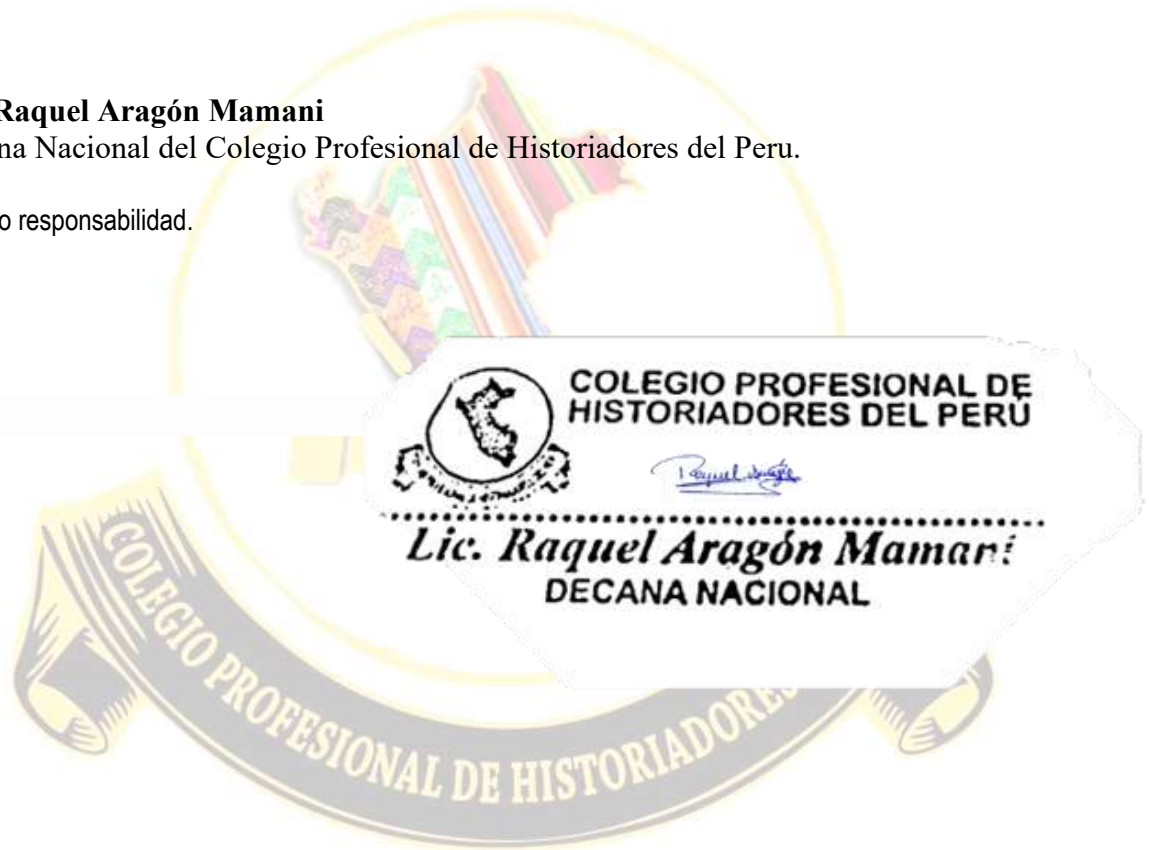 Raquel Aragón Mamani
na Nacional del Colegio Profesional de Historiadores del Peru.
o responsabilidad.
COLEGIO PROFESIONAL DE
HISTORIADORES DEL PERÚ
Lic. Raquel Aragón Mamani
DECANA NACIONAL
COLEGIO PROFESIONAL DE HISTORIADORES